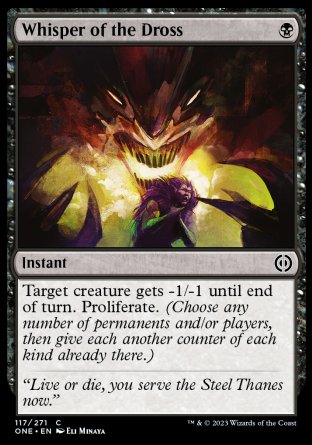 Whisper of the Dross
Instant
Target creature gets -1/-1 until end
of turn. Proliferate. (Choose any
number of permanents and/or players,
then give each another counter of each
kind already there.)
“Live or die, you serve the Steel Thanes
now.”
117/271 C
ONE • EN Eli Minaya
™ & © 2023 Wizards of the Coast